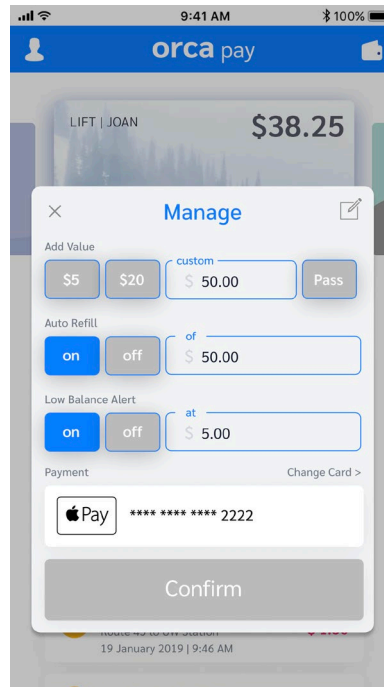 9:41 AM
100%
orca pay
LIFT | JOAN
$38.25
Manage
Add Value
$5
$20
custom
$ 50.00
Pass
Auto Refill
on
off
of
$ 50.00
Low Balance Alert
on
off
at
$ 5.00
Payment
Change Card >
Pay
**** **** **** 2222
Confirm
19 January 2019 | 9:46 AM